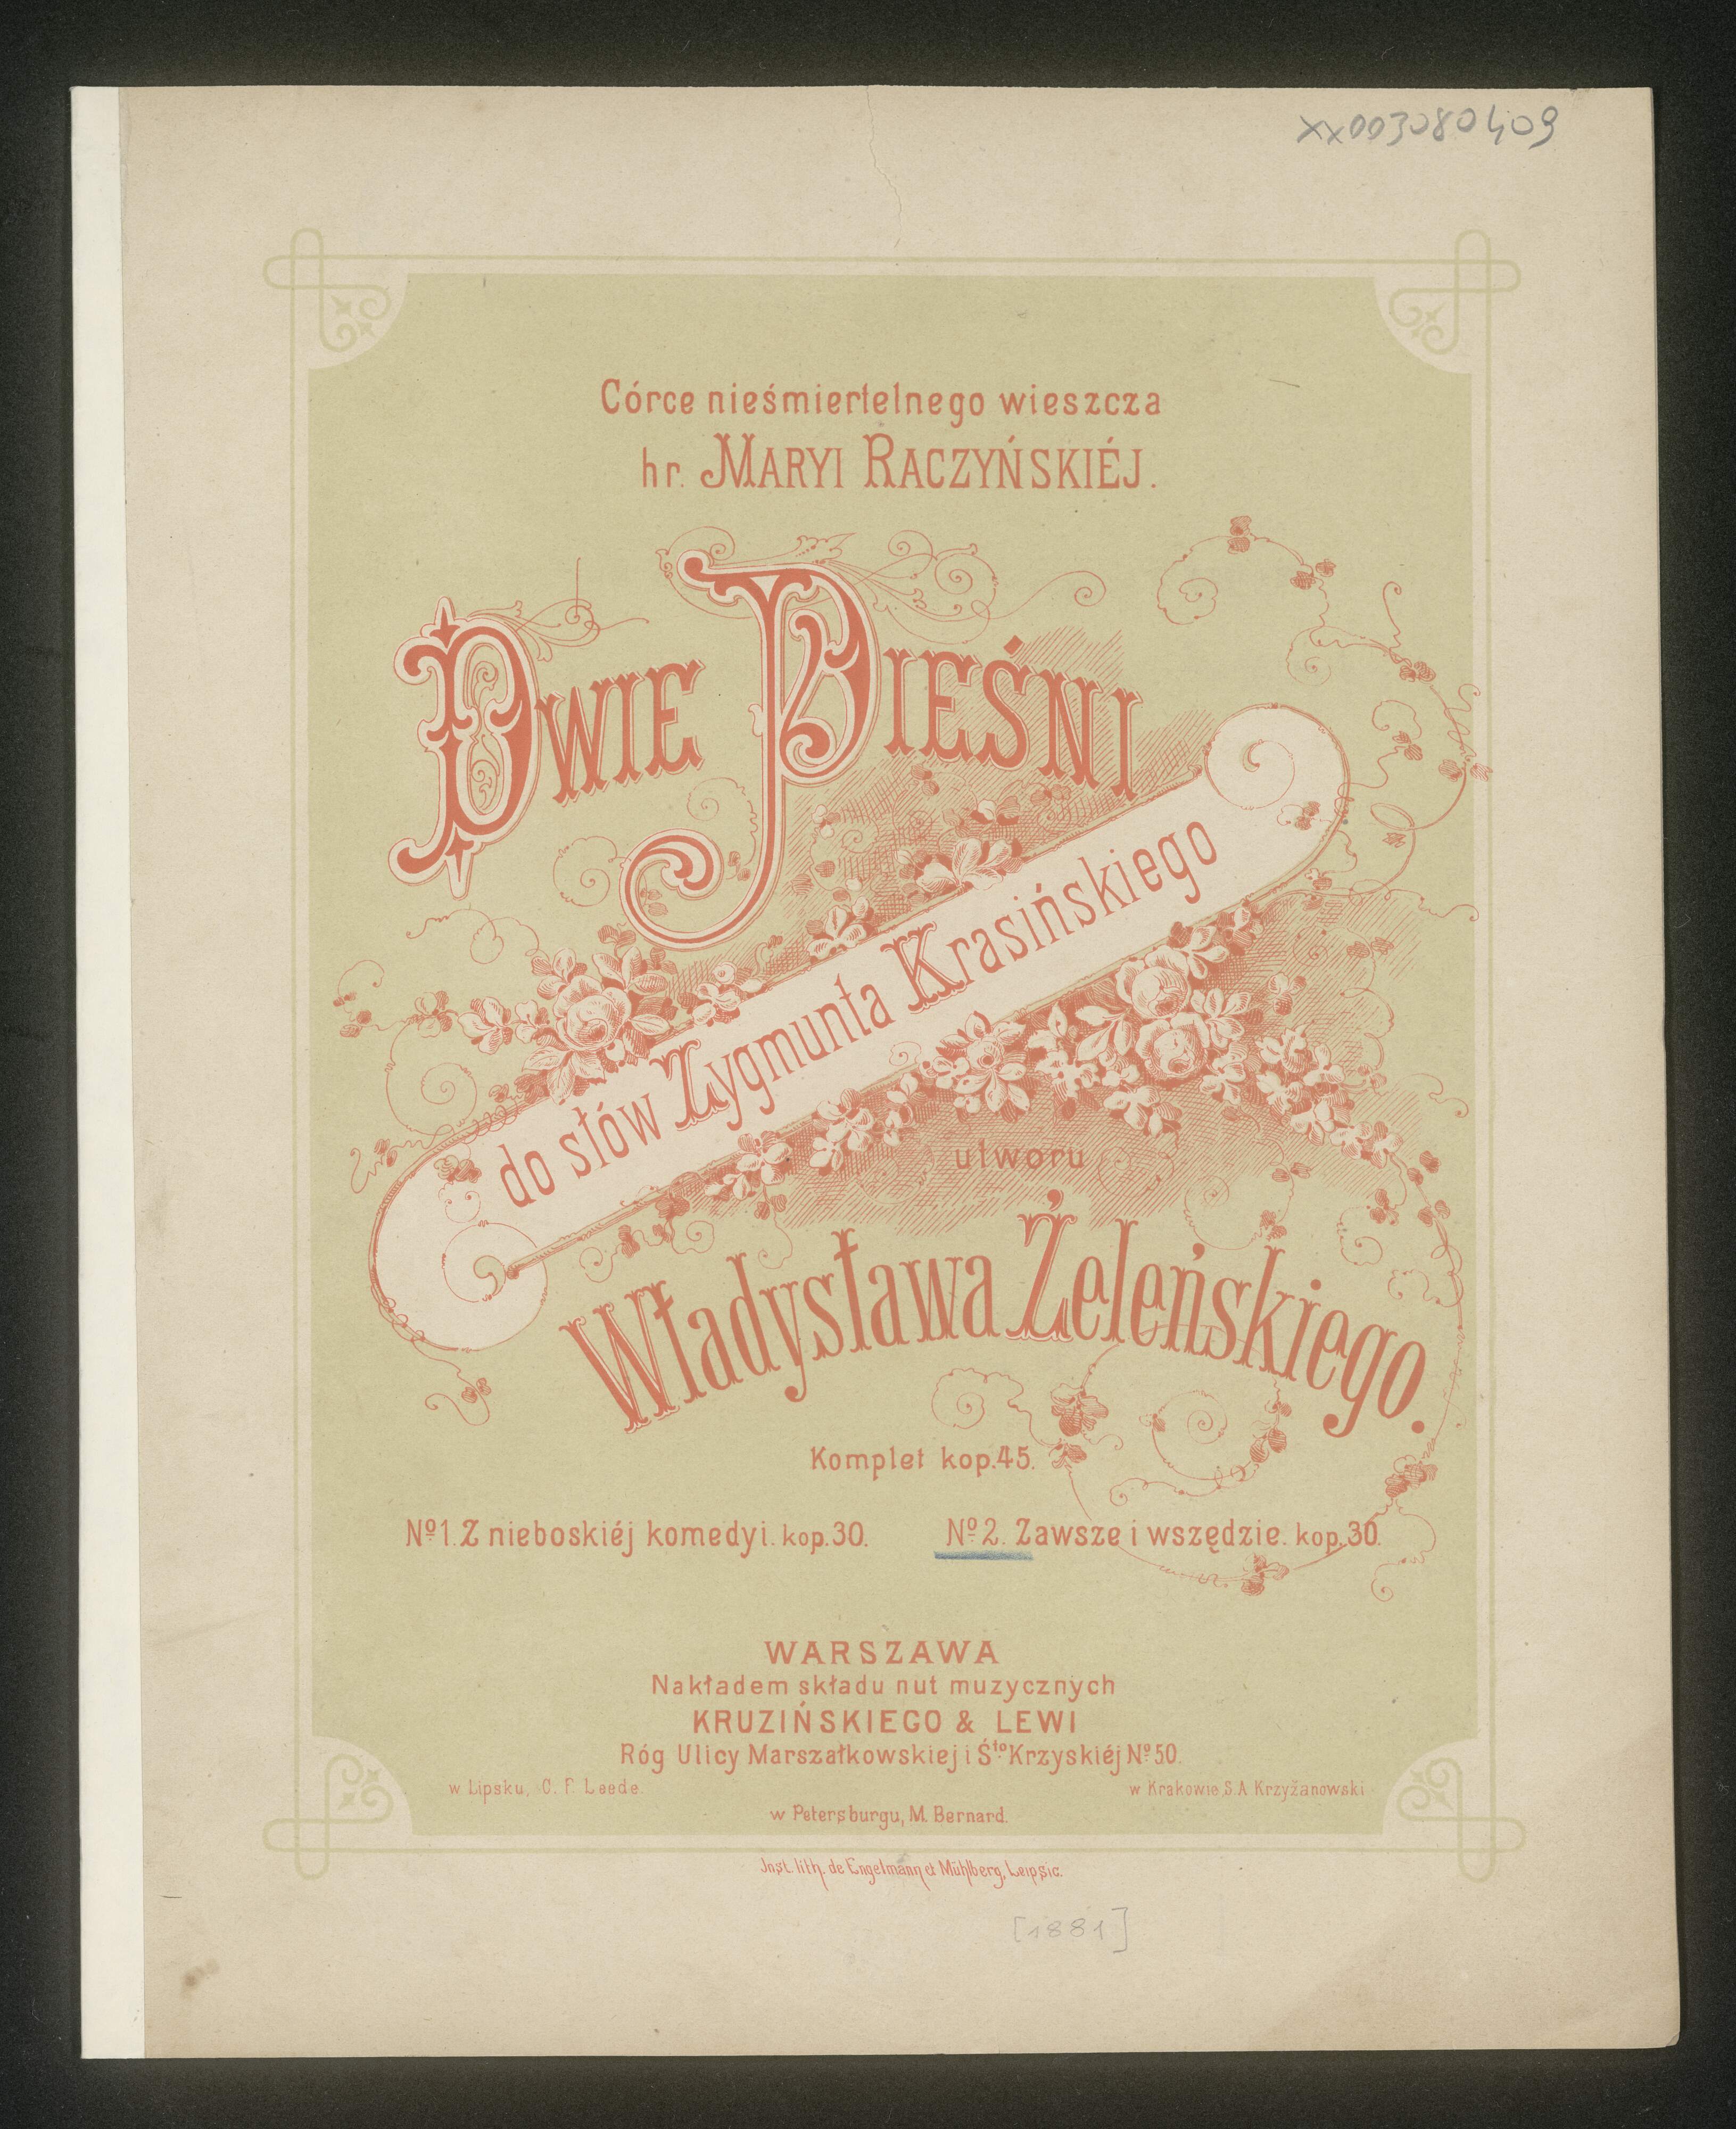 xx003080409
Córce nieśmiertelnego wieszcza
hr. MARYI RACZYŃSKIÉJ.
DWIE PIEŚNI
do słów Zygmunta Krasińskiego
utworu
Władysława Żeleńskiego.
Komplet kop.45.
Nº 1. Z nieboskiéj komedyi. kop.30. Nº 2. Zawsze i wszędzie. kop.30.
WARSZAWA
Nakładem składu nut muzycznych
KRUZIŃSKIEGO & LEWI
Róg Ulicy Marszałkowskiej i Śto Krzyskiéj Nº 50.
w Lipsku, C. F. Leede. w Krakowie S. A. Krzyżanowski
w Petersburgu, M. Bernard.
Inst. lith. de Engelmann et Mühlberg, Leipsic.
[1881]